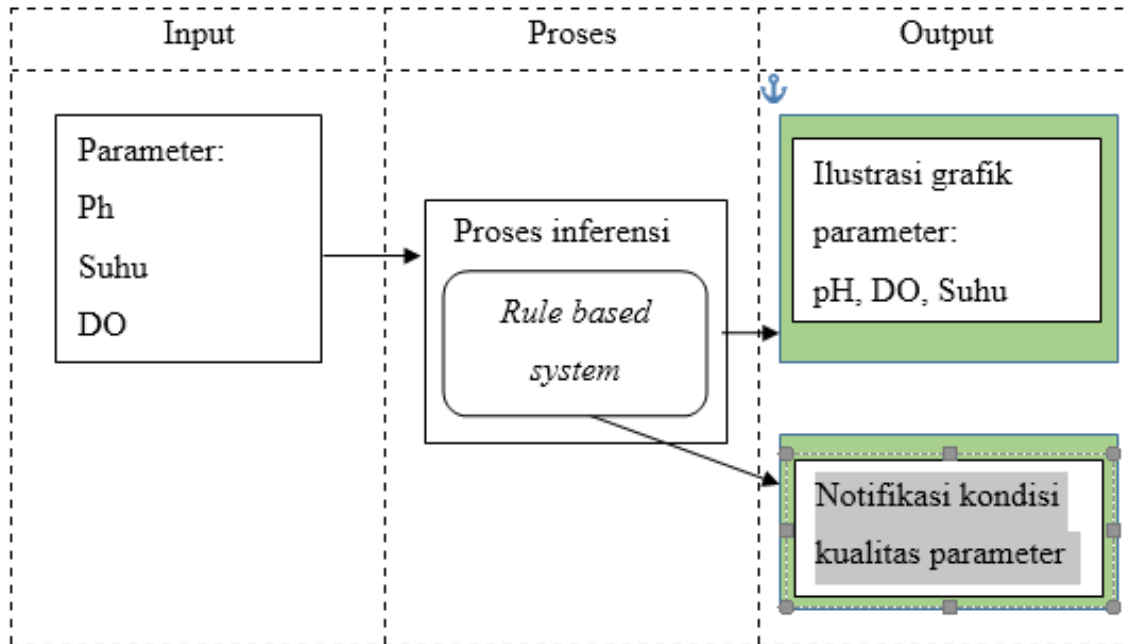 Input
Proses
Output
Parameter:
Ph
Suhu
DO
Proses inferensi
Rule based
system
Ilustrasi grafik
parameter:
pH, DO, Suhu
Notifikasi kondisi
kualitas parameter